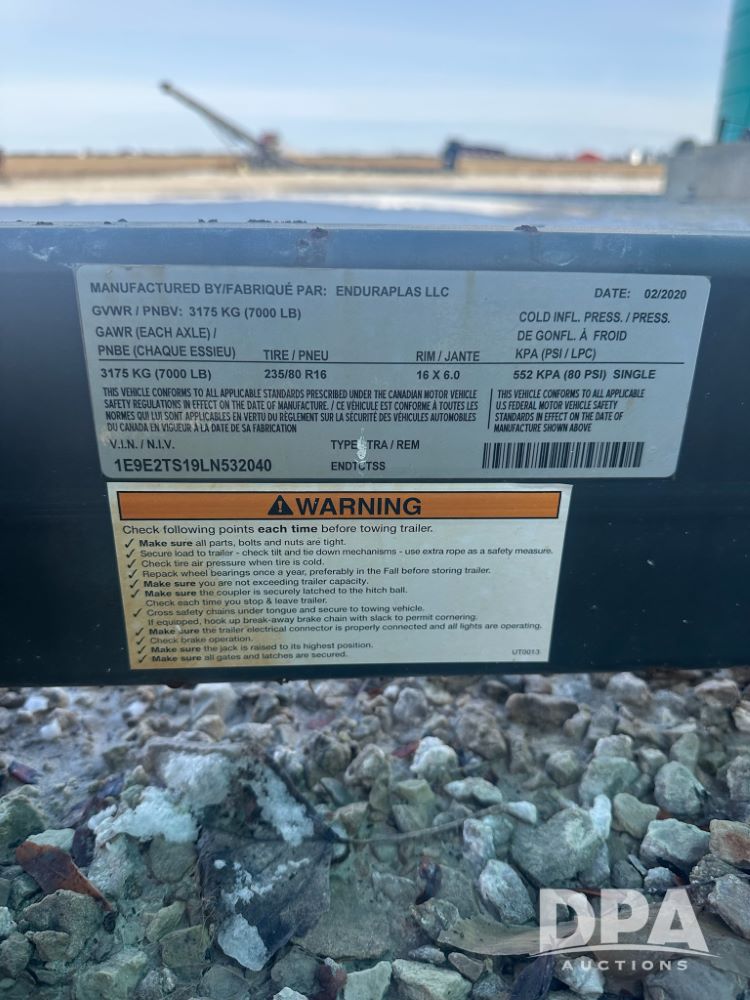 MANUFACTURED BY/FABRIQUÉ PAR: ENDURAPLAS LLC DATE: 02/2020
GVWR / PNBV: 3175 KG (7000 LB) COLD INFL. PRESS. / PRESS.
GAWR (EACH AXLE) / DE GONFL. À FROID
PNBE (CHAQUE ESSIEU) TIRE / PNEU RIM / JANTE KPA (PSI / LPC)
3175 KG (7000 LB) 235/80 R16 16 X 6.0 552 KPA (80 PSI) SINGLE
THIS VEHICLE CONFORMS TO ALL APPLICABLE STANDARDS PRESCRIBED UNDER THE CANADIAN MOTOR VEHICLE
SAFETY REGULATIONS IN EFFECT ON THE DATE OF MANUFACTURE. / CE VÉHICULE EST CONFORME À TOUTES LES
NORMES QUI LUI SONT APPLICABLES EN VERTU DU RÈGLEMENT SUR LA SÉCURITÉ DES VÉHICULES AUTOMOBILES
DU CANADA EN VIGUEUR À LA DATE DE SA FABRICATION
THIS VEHICLE CONFORMS TO ALL APPLICABLE
U.S FEDERAL MOTOR VEHICLE SAFETY
STANDARDS IN EFFECT ON THE DATE OF
MANUFACTURE SHOWN ABOVE
V.I.N. / N.I.V. TYPE TRA / REM
1E9E2TS19LN532040 ENDTCTSS
WARNING
Check following points each time before towing trailer.
✓ Make sure all parts, bolts and nuts are tight.
✓ Secure load to trailer - check tilt and tie down mechanisms - use extra rope as a safety measure.
✓ Check tire air pressure when tire is cold.
✓ Repack wheel bearings once a year, preferably in the Fall before storing trailer.
✓ Make sure you are not exceeding trailer capacity.
✓ Make sure the coupler is securely latched to the hitch ball.
Check each time you stop & leave trailer.
✓ Cross safety chains under tongue and secure to towing vehicle.
If equipped, hook up break-away brake chain with slack to permit cornering.
✓ Make sure the trailer electrical connector is properly connected and all lights are operating.
✓ Check brake operation.
✓ Make sure the jack is raised to its highest position.
✓ Make sure all gates and latches are secured.
UT0013
DPA
AUCTIONS